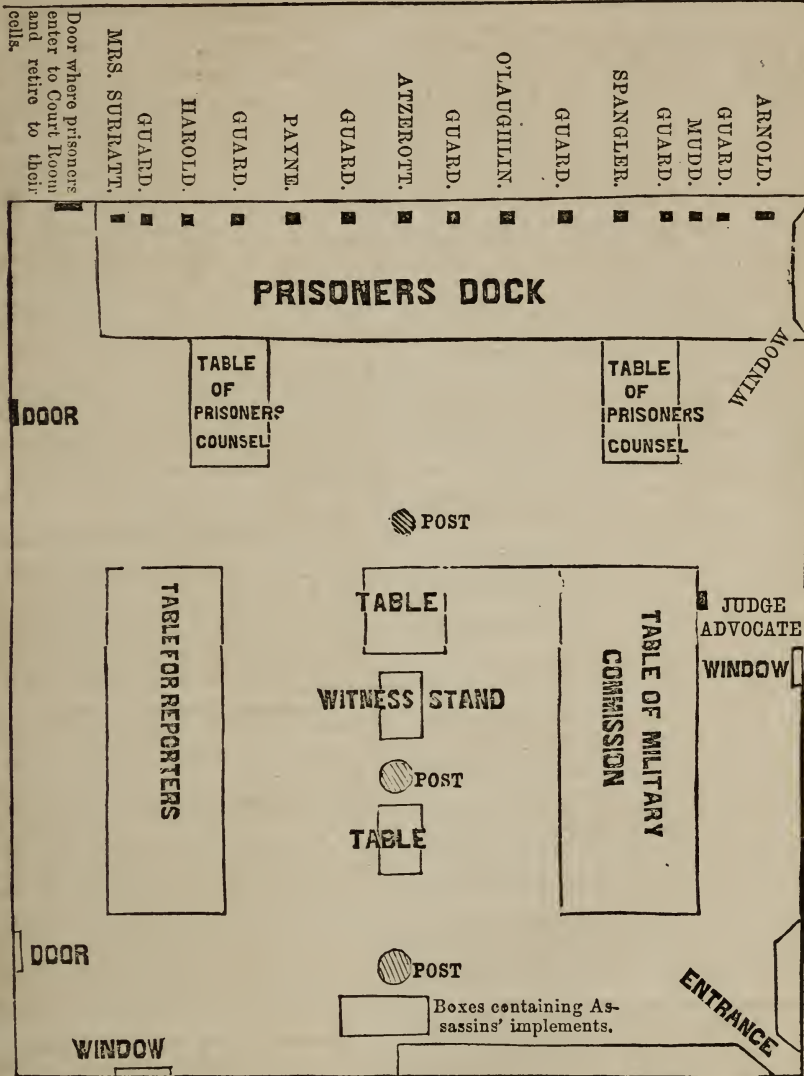 Door where prisoners
enter to Court Room
and retire to their
cells.
MRS. SURRATT.
GUARD.
HAROLD.
GUARD.
PAYNE.
GUARD.
ATZEROTT.
GUARD.
O'LAUGHLIN.
GUARD.
SPANGLER.
GUARD.
MUDD.
GUARD.
ARNOLD.
PRISONERS DOCK
WINDOW
TABLE
OF
PRISONERS
COUNSEL
TABLE
OF
PRISONERS
COUNSEL
DOOR
POST
TABLE FOR REPORTERS
TABLE
WITNESS STAND
POST
TABLE
TABLE OF MILITARY
COMMISSION
JUDGE
ADVOCATE
WINDOW
DOOR
POST
Boxes containing As-
sassins' implements.
ENTRANCE
WINDOW